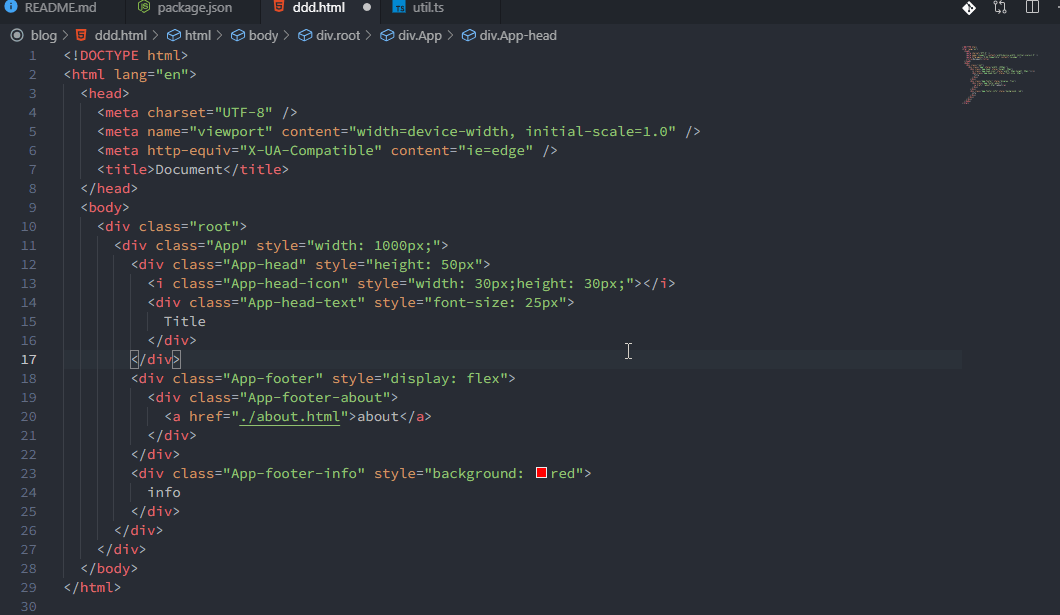 README.md package.json ddd.html util.ts
blog > ddd.html > html > body > div.root > div.App > div.App-head
1 <!DOCTYPE html>
2 <html lang="en">
3 <head>
4 <meta charset="UTF-8" />
5 <meta name="viewport" content="width=device-width, initial-scale=1.0" />
6 <meta http-equiv="X-UA-Compatible" content="ie=edge" />
7 <title>Document</title>
8 </head>
9 <body>
10 <div class="root">
11 <div class="App" style="width: 1000px;">
12 <div class="App-head" style="height: 50px">
13 <i class="App-head-icon" style="width: 30px;height: 30px;"></i>
14 <div class="App-head-text" style="font-size: 25px">
15 Title
16 </div>
17 </div>
18 <div class="App-footer" style="display: flex">
19 <div class="App-footer-about">
20 <a href="./about.html">about</a>
21 </div>
22 </div>
23 <div class="App-footer-info" style="background: red">
24 info
25 </div>
26 </div>
27 </div>
28 </body>
29 </html>
30